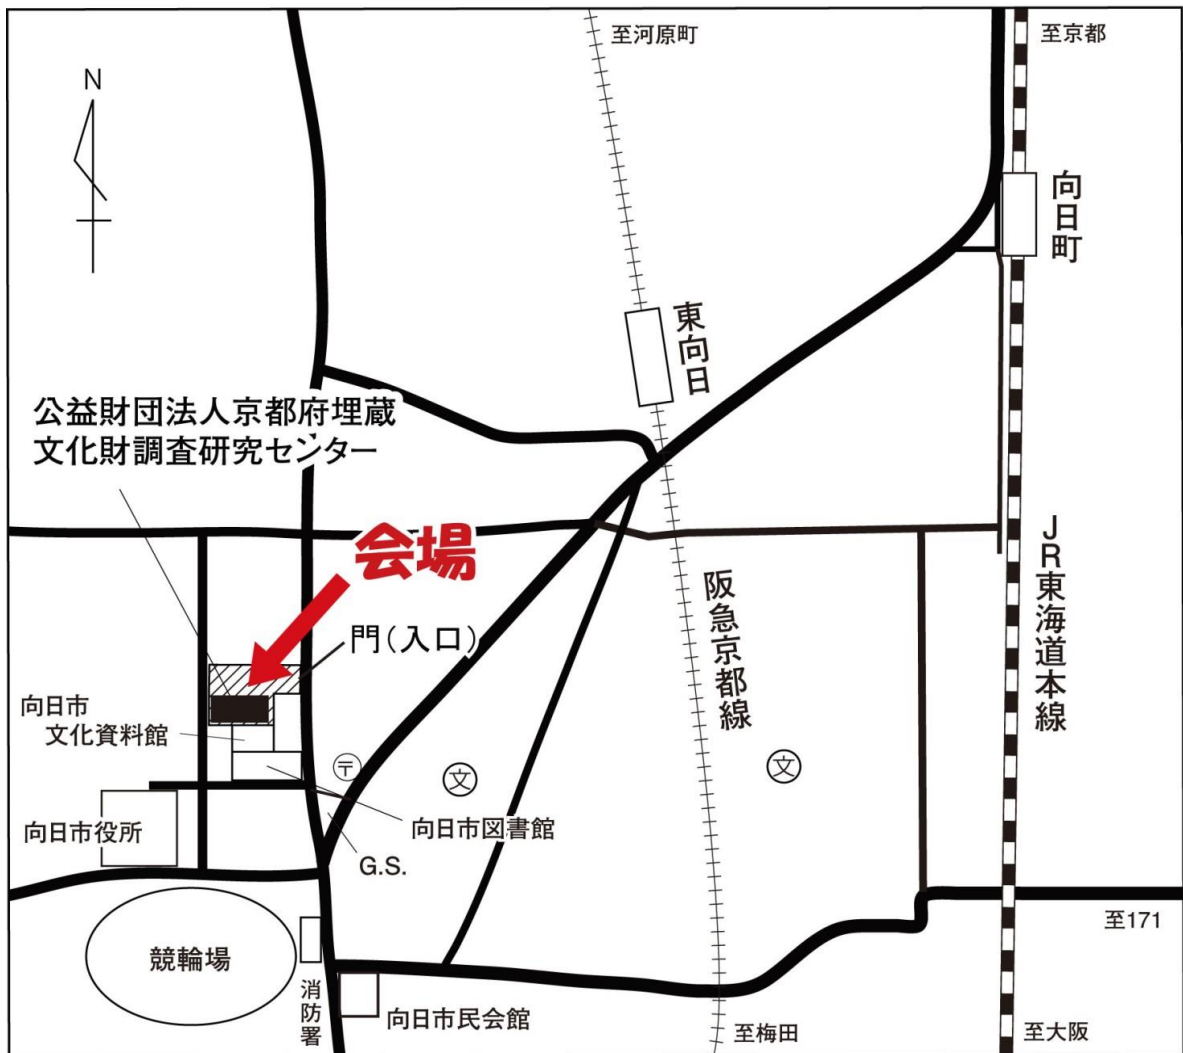 至河原町
至京都
N
向日町
東向日
公益財団法人京都府埋蔵
文化財調査研究センター
会場
JR東海道本線
阪急京都線
門(入口)
向日市
文化資料館
〒
文
文
向日市役所
向日市図書館
G.S.
至171
競輪場
消防署
向日市民会館
至梅田
至大阪